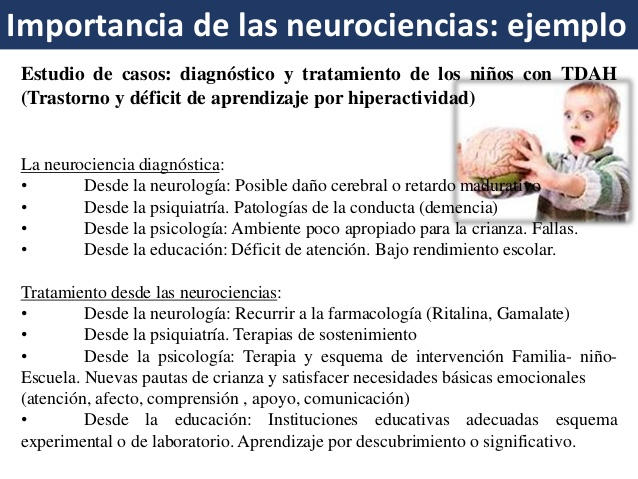 Importancia de las neurociencias: ejemplo
Estudio de casos: diagnóstico y tratamiento de los niños con TDAH
(Trastorno y déficit de aprendizaje por hiperactividad)
La neurociencia diagnóstica:
• Desde la neurología: Posible daño cerebral o retardo madurativo
• Desde la psiquiatría. Patologías de la conducta (demencia)
• Desde la psicología: Ambiente poco apropiado para la crianza. Fallas.
• Desde la educación: Déficit de atención. Bajo rendimiento escolar.
Tratamiento desde las neurociencias:
• Desde la neurología: Recurrir a la farmacología (Ritalina, Gamalate)
• Desde la psiquiatría. Terapias de sostenimiento
• Desde la psicología: Terapia y esquema de intervención Familia- niño-
Escuela. Nuevas pautas de crianza y satisfacer necesidades básicas emocionales
(atención, afecto, comprensión , apoyo, comunicación)
• Desde la educación: Instituciones educativas adecuadas esquema
experimental o de laboratorio. Aprendizaje por descubrimiento o significativo.